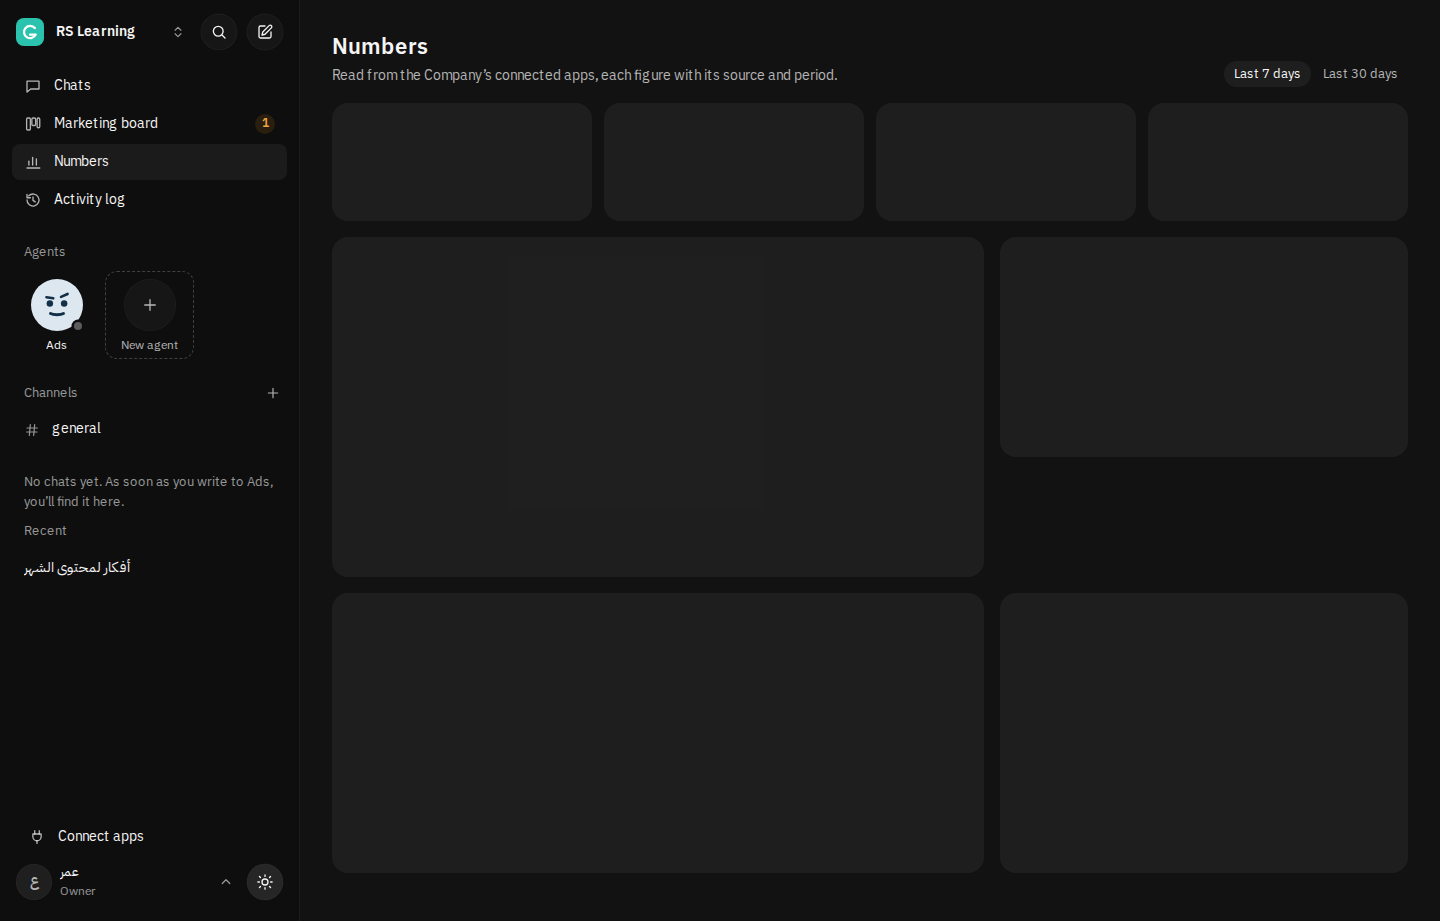 RS Learning
Chats
Marketing board
1
Numbers
Activity log
Agents
Ads
New agent
Channels
general
No chats yet. As soon as you write to Ads,
you’ll find it here.
Recent
أفكار لمحتوى الشهر
Connect apps
ع
عمر
Owner
Numbers
Read from the Company’s connected apps, each figure with its source and period.
Last 7 days
Last 30 days